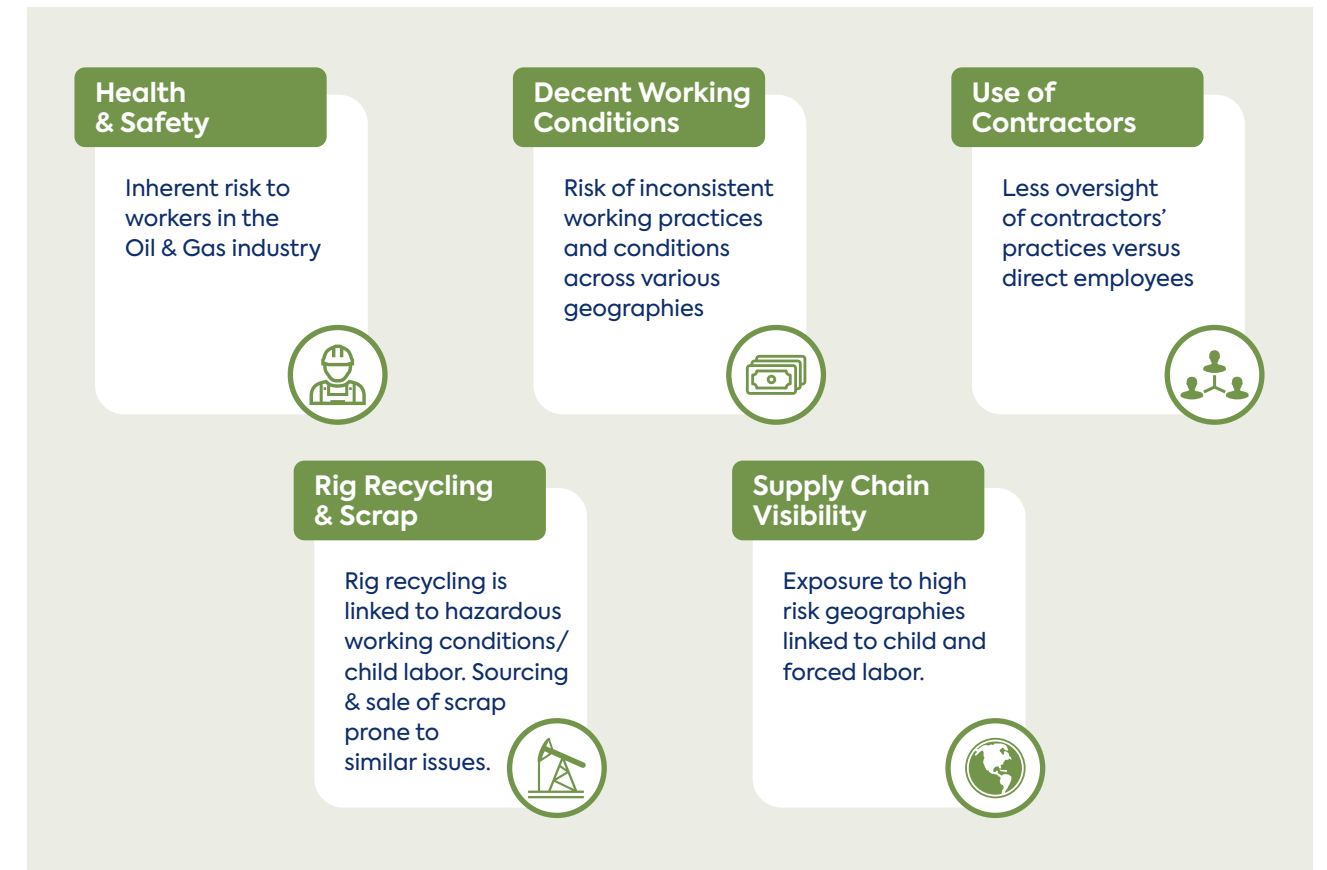 Health
& Safety
Inherent risk to
workers in the
Oil & Gas industry
Decent Working
Conditions
Risk of inconsistent
working practices
and conditions
across various
geographies
Use of
Contractors
Less oversight
of contractors’
practices versus
direct employees
Rig Recycling
& Scrap
Rig recycling is
linked to hazardous
working conditions/
child labor. Sourcing
& sale of scrap
prone to
similar issues.
Supply Chain
Visibility
Exposure to high
risk geographies
linked to child and
forced labor.